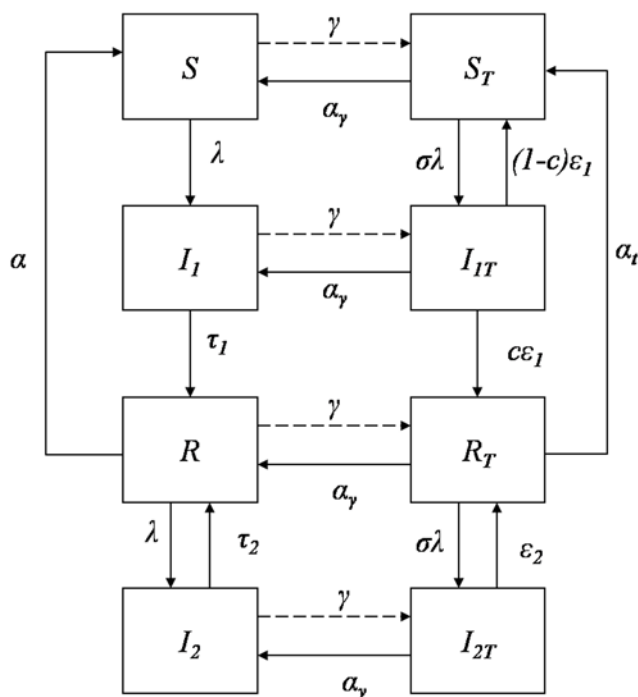 γ
S
S_T
α_γ
λ
σλ
(1-c)ε_1
γ
I_1
I_1T
α
α_γ
α_t
τ_1
cε_1
γ
R
R_T
α_γ
λ
τ_2
σλ
ε_2
γ
I_2
I_2T
α_γ